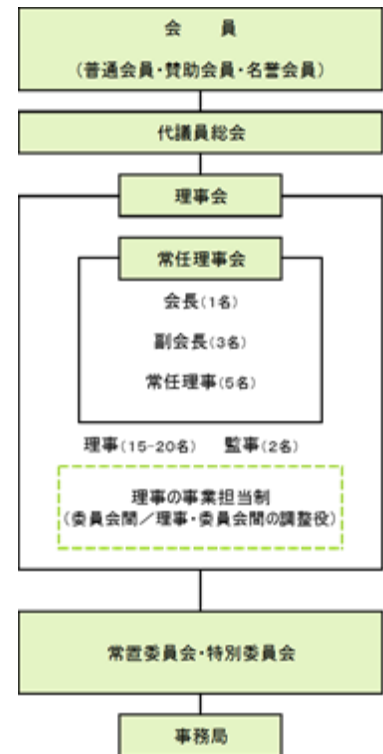 会　員
（普通会員・賛助会員・名誉会員）
代議員総会
理事会
常任理事会
会長（1名）
副会長（3名）
常任理事（5名）
理事（15-20名）　監事（2名）
理事の事業担当制
（委員会間／理事・委員会間の調整役）
常置委員会・特別委員会
事務局